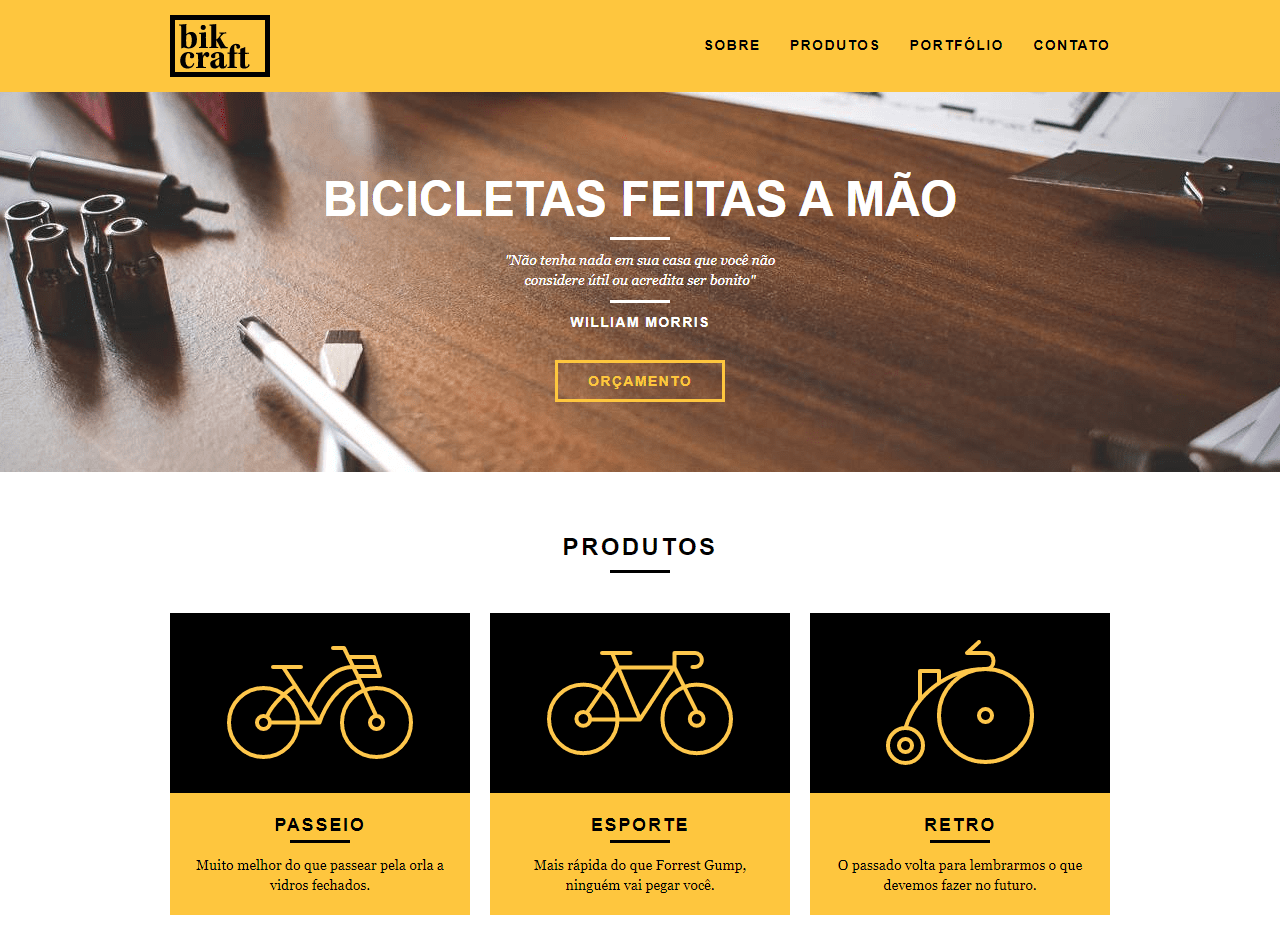 bik
craft
SOBRE PRODUTOS PORTFÓLIO CONTATO
BICICLETAS FEITAS A MÃO
"Não tenha nada em sua casa que você não
considere útil ou acredita ser bonito"
WILLIAM MORRIS
ORÇAMENTO
PRODUTOS
PASSEIO
Muito melhor do que passear pela orla a
vidros fechados.
ESPORTE
Mais rápida do que Forrest Gump,
ninguém vai pegar você.
RETRO
O passado volta para lembrarmos o que
devemos fazer no futuro.